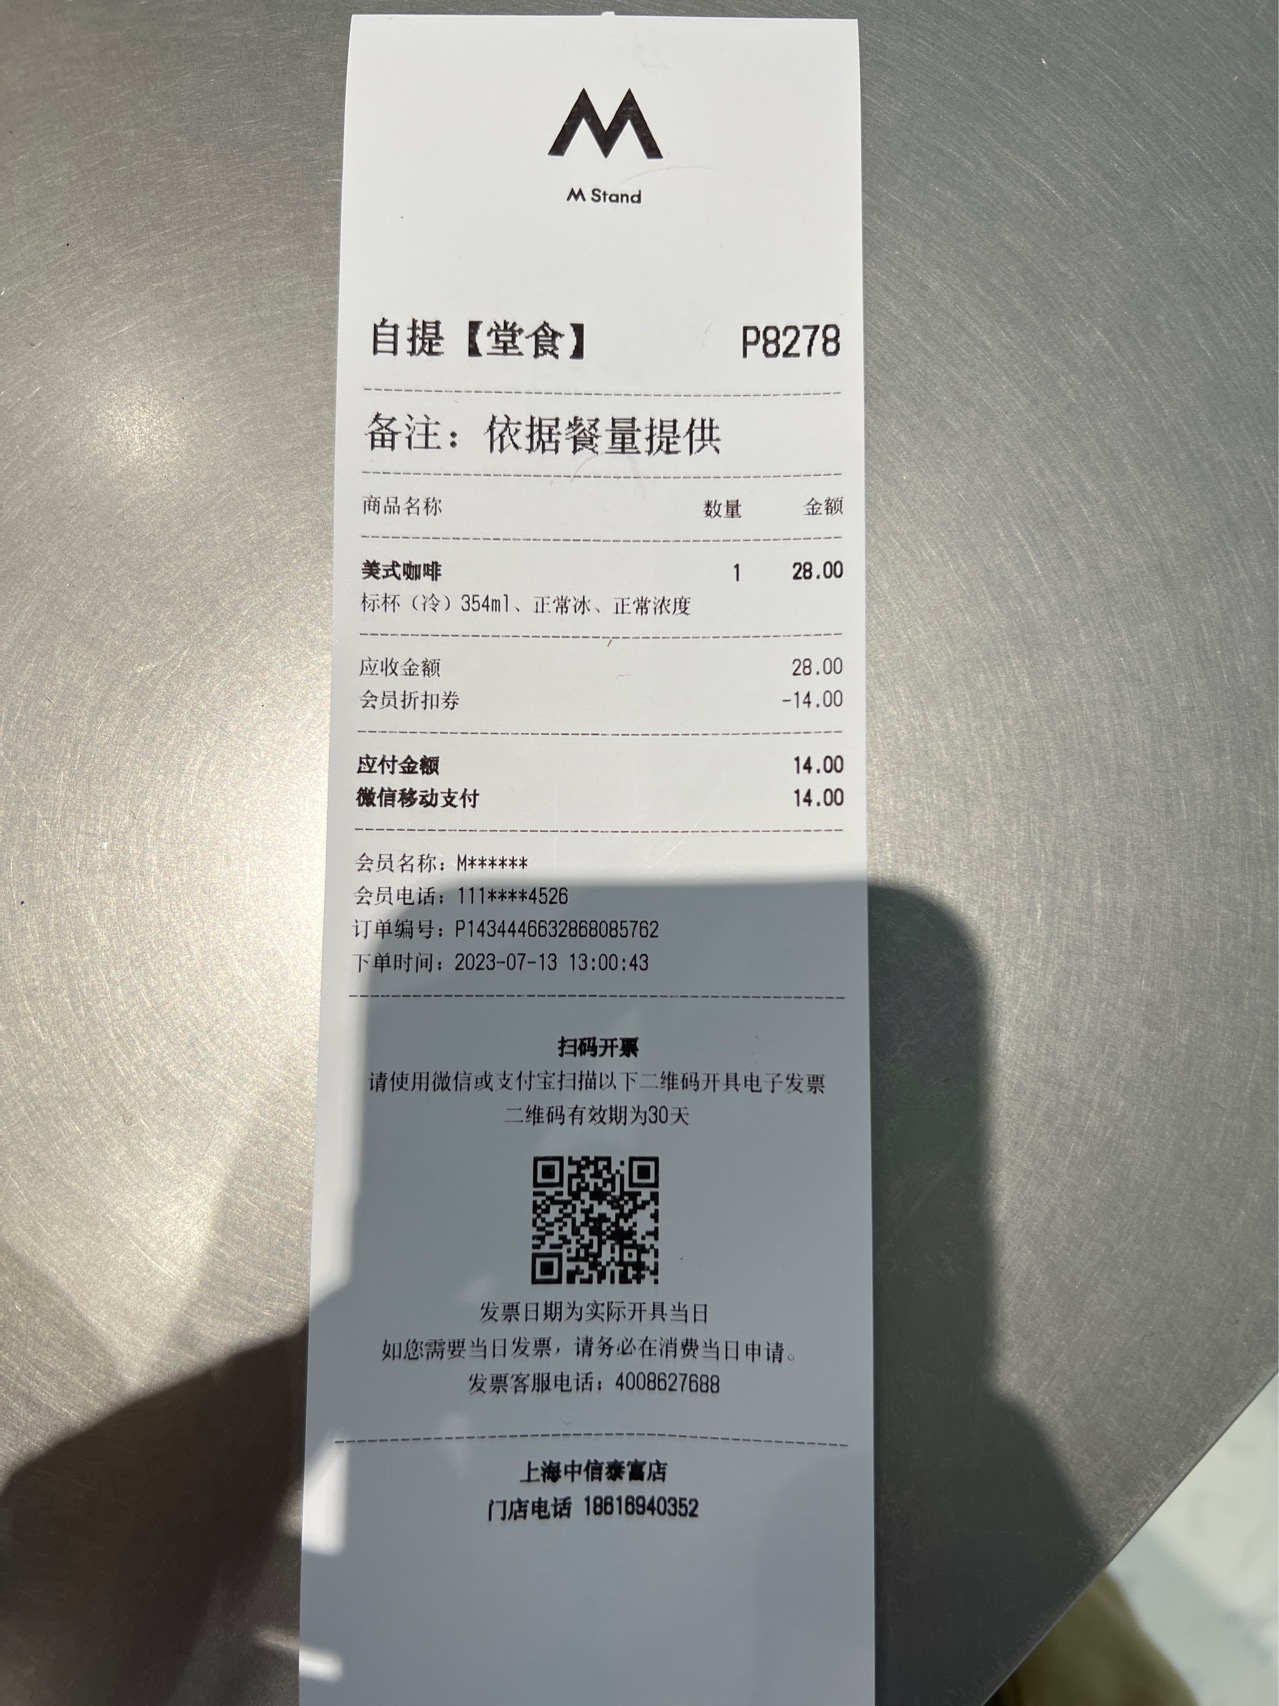 M Stand
自提【堂食】 P8278
备注：依据餐量提供
商品名称 数量 金额
美式咖啡 1 28.00
标杯（冷）354ml、正常冰、正常浓度
应收金额 28.00
会员折扣券 -14.00
应付金额 14.00
微信移动支付 14.00
会员名称：M******
会员电话：111****4526
订单编号：P1434446632868085762
下单时间：2023-07-13 13:00:43
扫码开票
请使用微信或支付宝扫描以下二维码开具电子发票
二维码有效期为30天
发票日期为实际开具当日
如您需要当日发票，请务必在消费当日申请。
发票客服电话：4008627688
上海中信泰富店
门店电话 18616940352